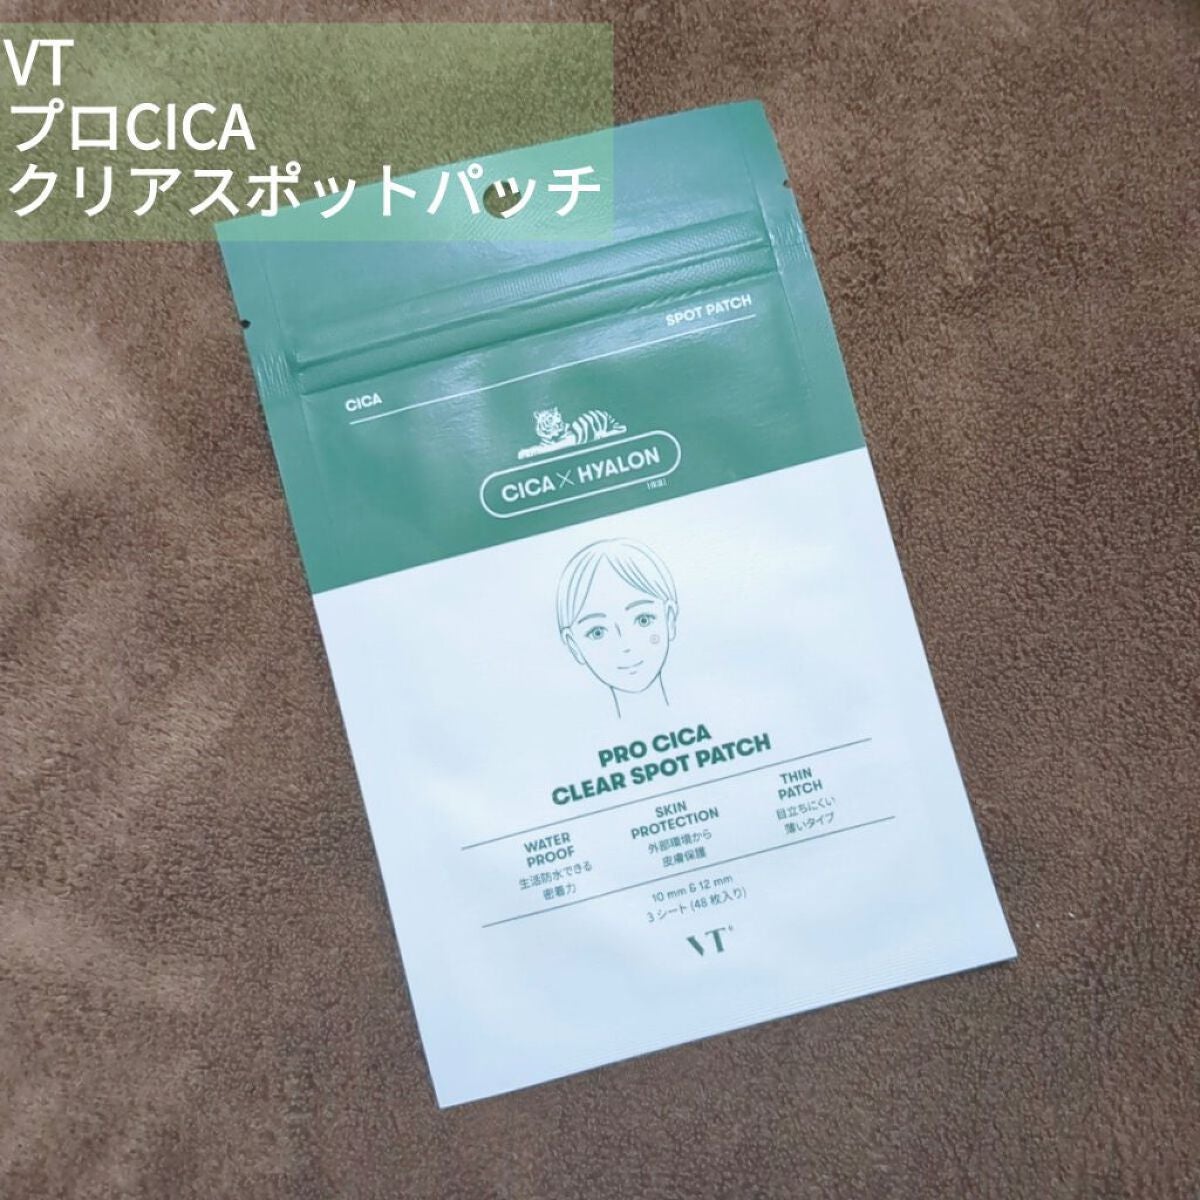 VT
プロCICA
クリアスポットパッチ
SPOT PATCH
CICA
CICA×HYALON
PRO CICA
CLEAR SPOT PATCH
WATER
PROOF
生活防水できる
密着力
SKIN
PROTECTION
外部環境から
皮膚保護
THIN
PATCH
目立ちにくい
薄いタイプ
10 mm & 12 mm
3 シート (48 枚入り)
VT